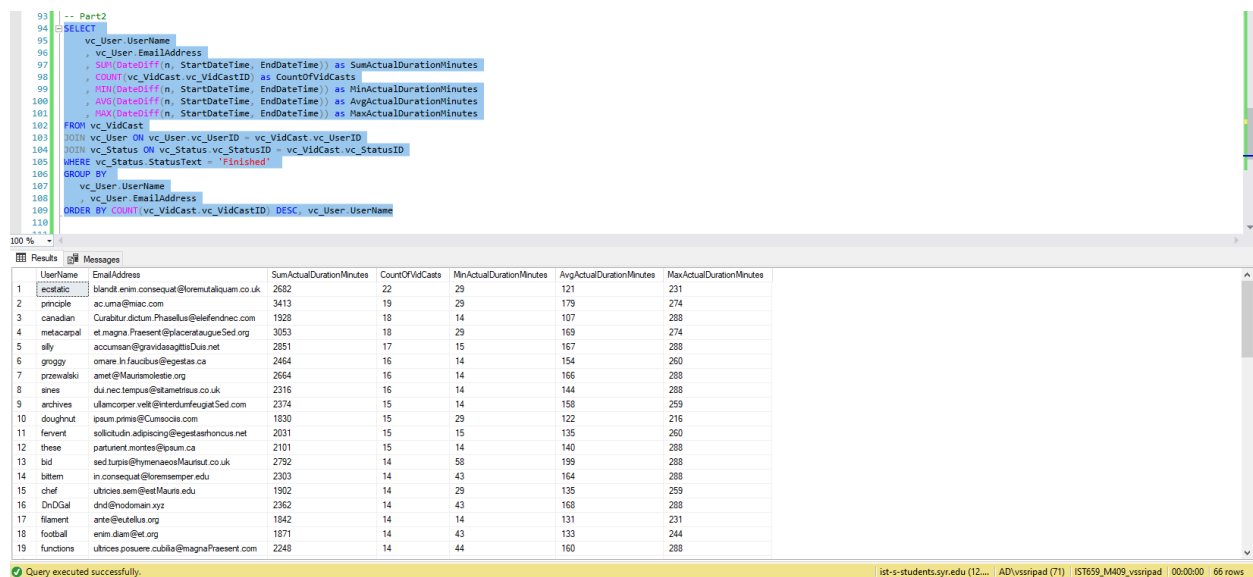 93 -- Part2
94 SELECT
95 vc_User.UserName
96 , vc_User.EmailAddress
97 , SUM(DateDiff(n, StartDateTime, EndDateTime)) as SumActualDurationMinutes
98 , COUNT(vc_VidCast.vc_VidCastID) as CountOfVidCasts
99 , MIN(DateDiff(n, StartDateTime, EndDateTime)) as MinActualDurationMinutes
100 , AVG(DateDiff(n, StartDateTime, EndDateTime)) as AvgActualDurationMinutes
101 , MAX(DateDiff(n, StartDateTime, EndDateTime)) as MaxActualDurationMinutes
102 FROM vc_VidCast
103 JOIN vc_User ON vc_User.vc_UserID = vc_VidCast.vc_UserID
104 JOIN vc_Status ON vc_Status.vc_StatusID = vc_VidCast.vc_StatusID
105 WHERE vc_Status.StatusText = 'Finished'
106 GROUP BY
107 vc_User.UserName
108 , vc_User.EmailAddress
109 ORDER BY COUNT(vc_VidCast.vc_VidCastID) DESC, vc_User.UserName
110
100 %
Results Messages
UserName EmailAddress SumActualDurationMinutes CountOfVidCasts MinActualDurationMinutes AvgActualDurationMinutes MaxActualDurationMinutes
1 ecstatic blandit.enim.consequat@loremutaliquam.co.uk 2682 22 29 121 231
2 principle ac.urna@miac.com 3413 19 29 179 274
3 canadian Curabitur.dictum.Phasellus@eleifendnec.com 1928 18 14 107 288
4 metacarpal et.magna.Praesent@placerataugueSed.org 3053 18 29 169 274
5 silly accumsan@gravidasagittisDuis.net 2851 17 15 167 288
6 groggy ornare.In.faucibus@egestas.ca 2464 16 14 154 260
7 przewalski amet@Maurismolestie.org 2664 16 14 166 288
8 sines dui.nec.tempus@sitametrisus.co.uk 2316 16 14 144 288
9 archives ullamcorper.velit@interdumfeugiatSed.com 2374 15 14 158 259
10 doughnut ipsum.primis@Cumsociis.com 1830 15 29 122 216
11 fervent sollicitudin.adipiscing@egestasrhoncus.net 2031 15 15 135 260
12 these parturient.montes@ipsum.ca 2101 15 14 140 288
13 bid sed.turpis@hymenaeosMaurisut.co.uk 2792 14 58 199 288
14 bittern in.consequat@loremsemper.edu 2303 14 43 164 288
15 chef ultricies.sem@estMauris.edu 1902 14 29 135 259
16 DnDGal dnd@nodomain.xyz 2362 14 43 168 288
17 filament ante@eutellus.org 1842 14 14 131 231
18 football enim.diam@et.org 1871 14 43 133 244
19 functions ultrices.posuere.cubilia@magnaPraesent.com 2248 14 44 160 288
Query executed successfully. ist-s-students.syr.edu (12.... AD\vssripad (71) IST659_M409_vssripad 00:00:00 66 rows